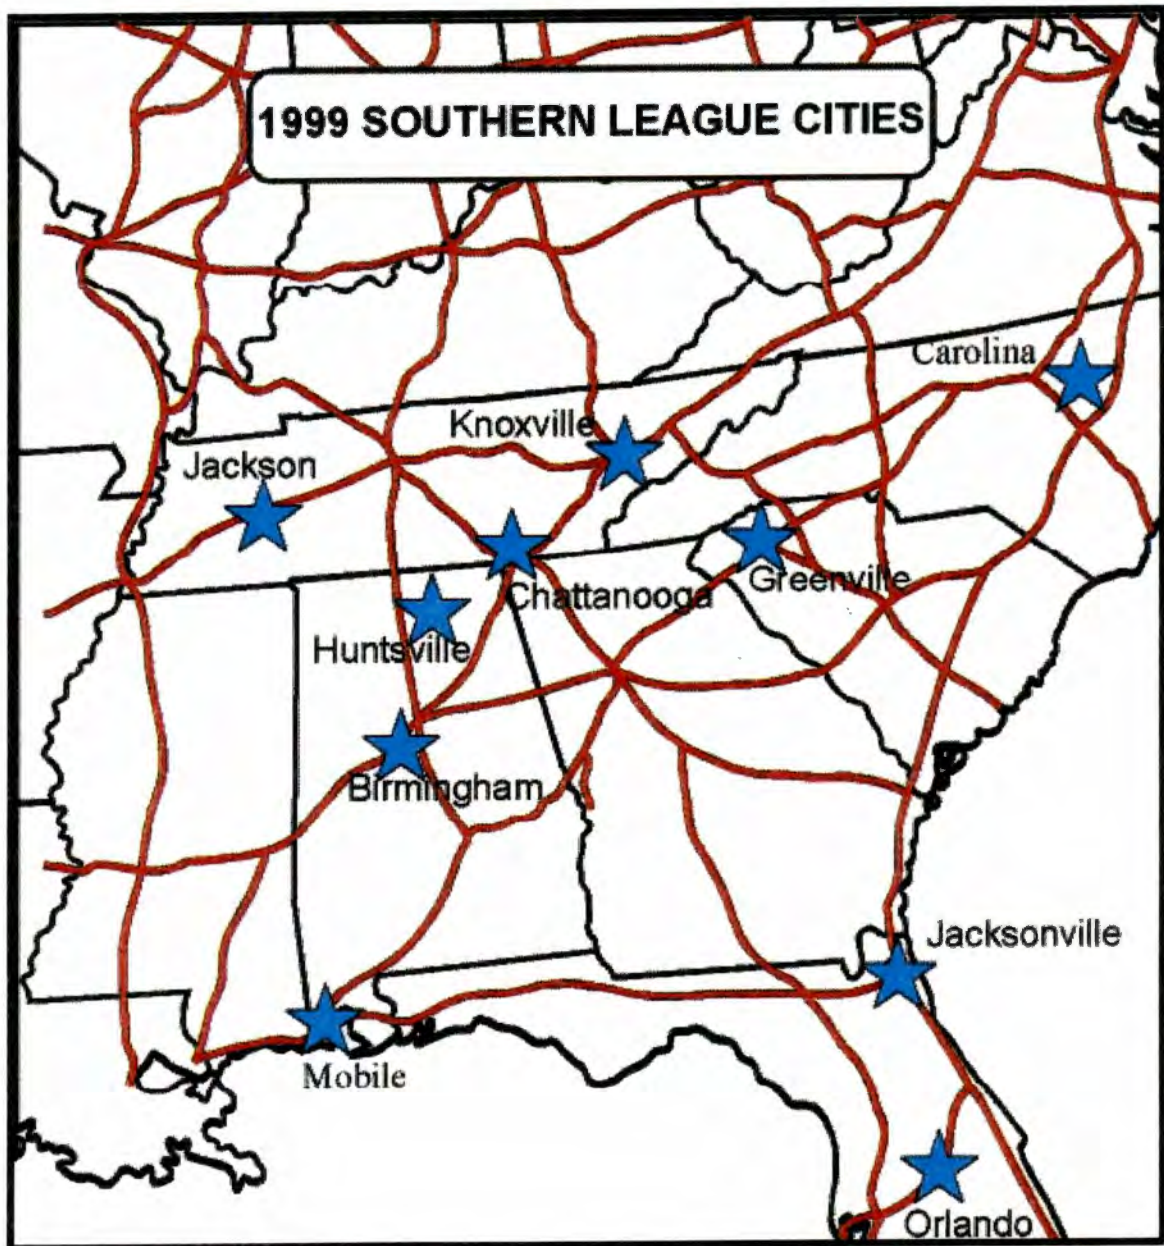 1999 SOUTHERN LEAGUE CITIES
Carolina
Knoxville
Jackson
Greenville
Chattanooga
Huntsville
Birmingham
Jacksonville
Mobile
Orlando